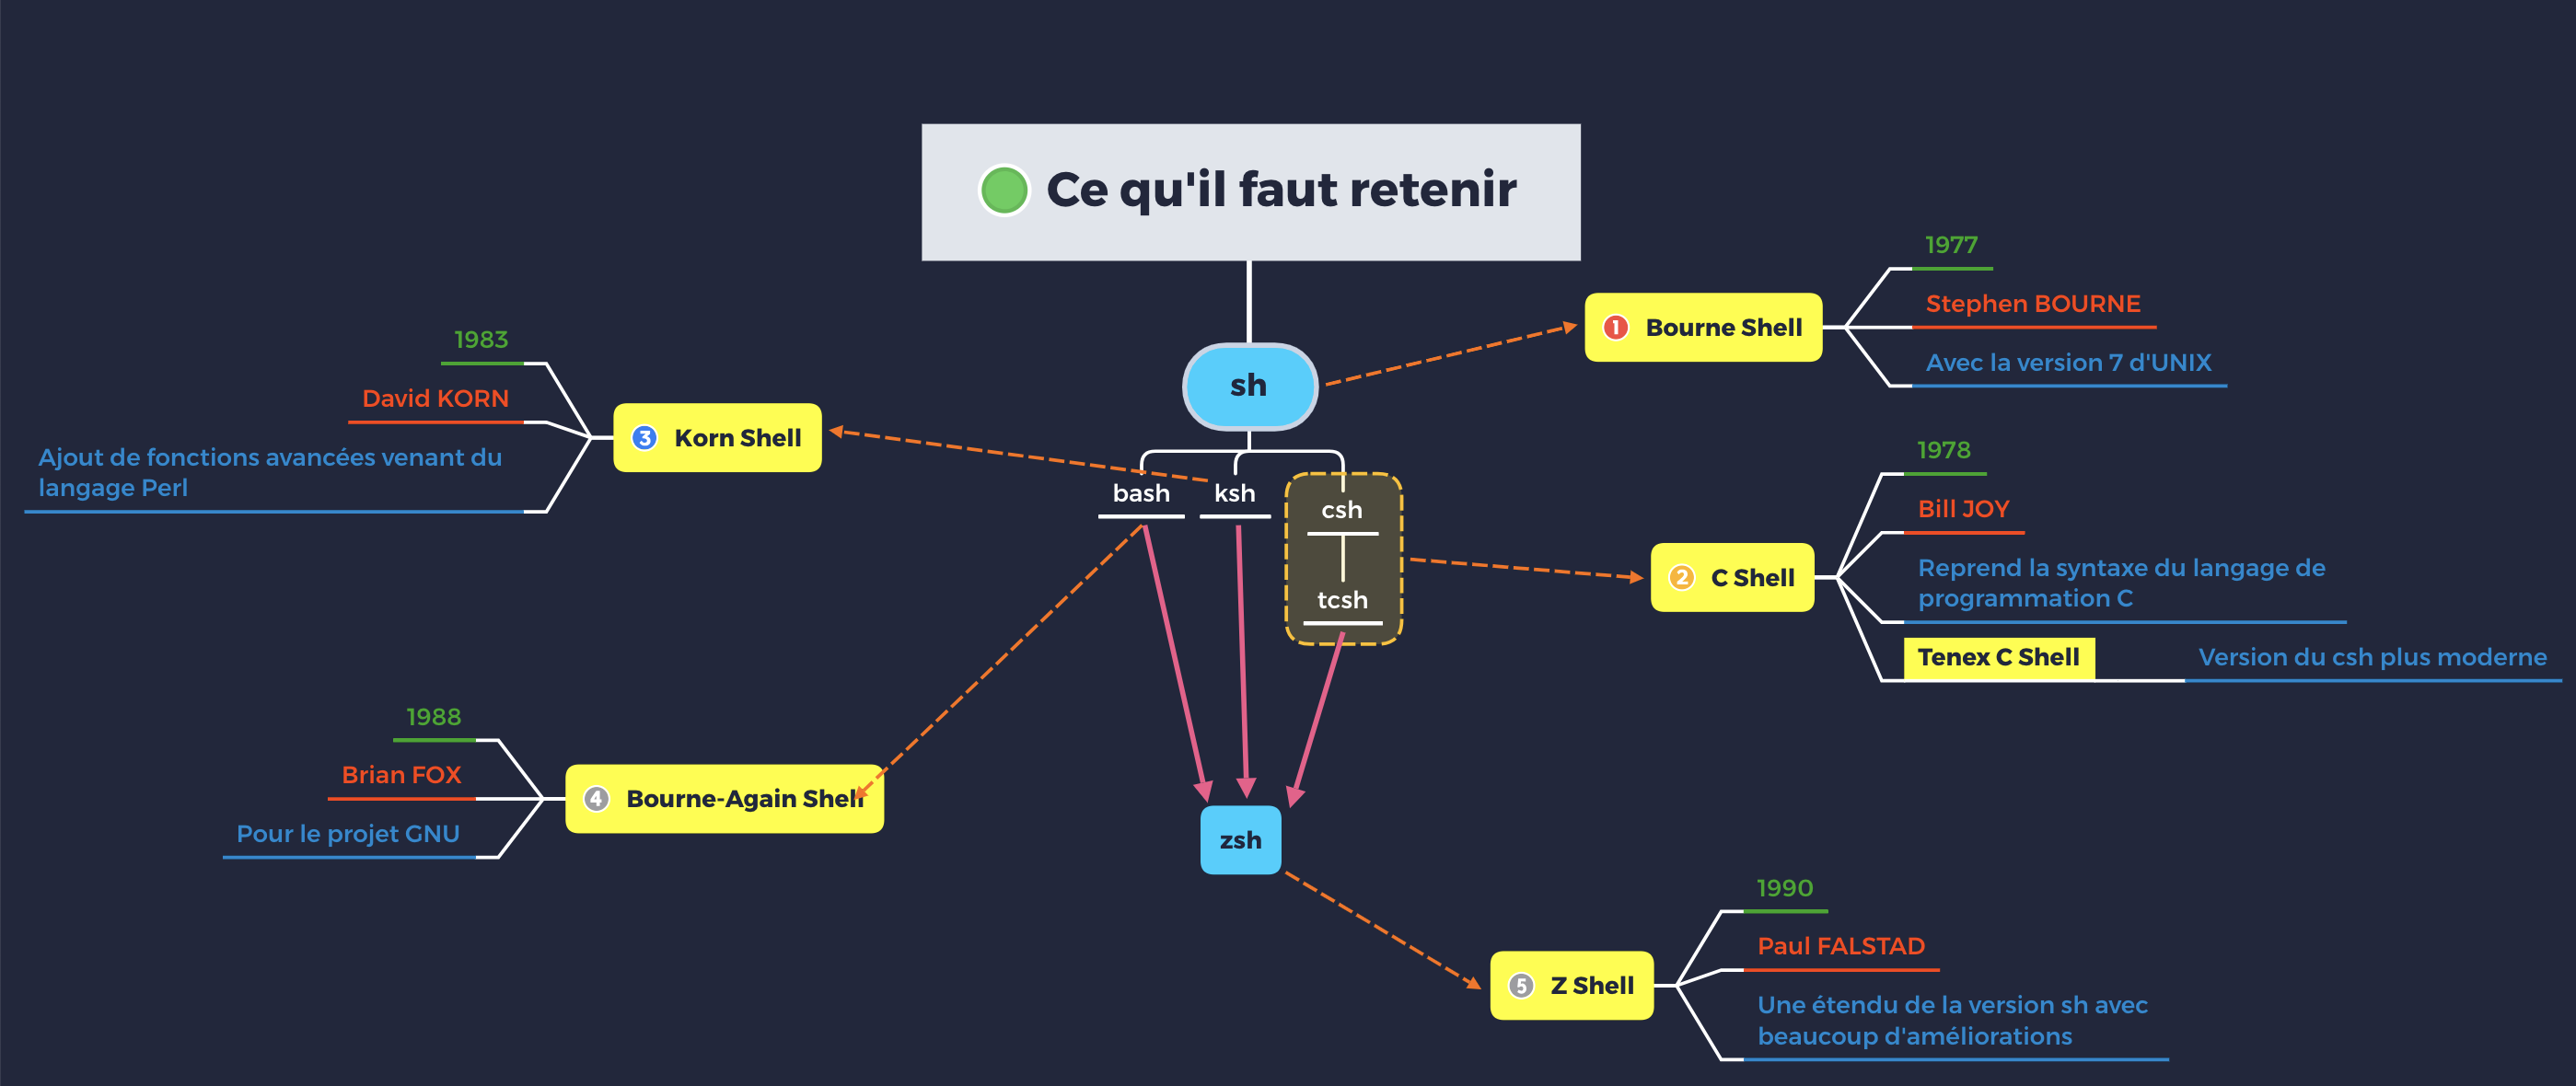 Ce qu'il faut retenir
sh
bash
ksh
csh
tcsh
zsh
1 Bourne Shell
1977
Stephen BOURNE
Avec la version 7 d'UNIX
2 C Shell
1978
Bill JOY
Reprend la syntaxe du langage de
programmation C
Tenex C Shell
Version du csh plus moderne
3 Korn Shell
1983
David KORN
Ajout de fonctions avancées venant du
langage Perl
4 Bourne-Again Shell
1988
Brian FOX
Pour le projet GNU
5 Z Shell
1990
Paul FALSTAD
Une étendu de la version sh avec
beaucoup d'améliorations